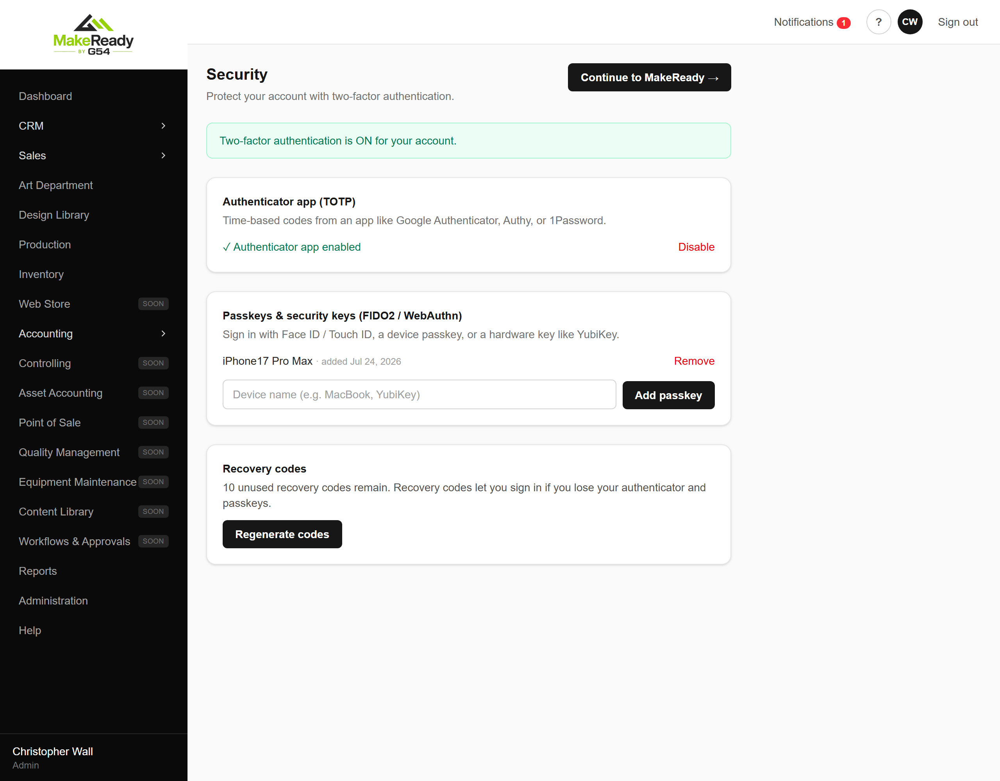 MakeReady
BY G54
Notifications 1
?
CW
Sign out
Dashboard
CRM
Sales
Art Department
Design Library
Production
Inventory
Web Store SOON
Accounting
Controlling SOON
Asset Accounting SOON
Point of Sale SOON
Quality Management SOON
Equipment Maintenance SOON
Content Library SOON
Workflows & Approvals SOON
Reports
Administration
Help
Christopher Wall
Admin
Security
Continue to MakeReady →
Protect your account with two-factor authentication.
Two-factor authentication is ON for your account.
Authenticator app (TOTP)
Time-based codes from an app like Google Authenticator, Authy, or 1Password.
✓ Authenticator app enabled Disable
Passkeys & security keys (FIDO2 / WebAuthn)
Sign in with Face ID / Touch ID, a device passkey, or a hardware key like YubiKey.
iPhone17 Pro Max · added Jul 24, 2026 Remove
Device name (e.g. MacBook, YubiKey) Add passkey
Recovery codes
10 unused recovery codes remain. Recovery codes let you sign in if you lose your authenticator and
passkeys.
Regenerate codes